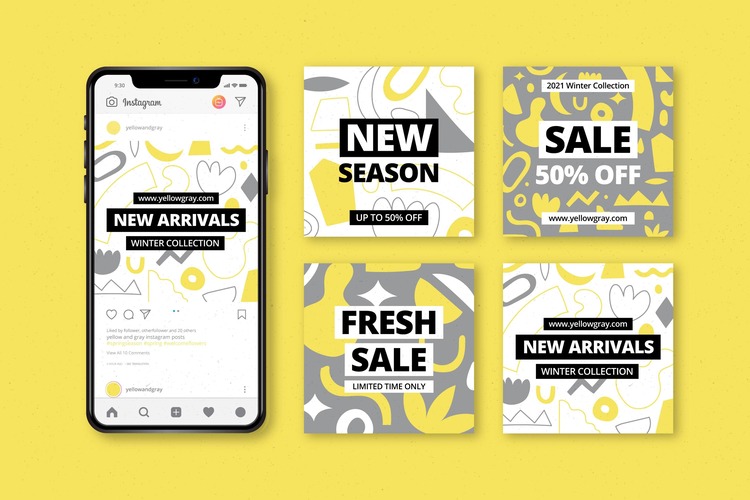 9:30
Instagram
yellowandgray
www.yellowgray.com
NEW ARRIVALS
WINTER COLLECTION
Liked by follower, otherfollower and 20 others
yellow and gray instagram posts
View All 10 Comments
yellowandgray
NEW
SEASON
UP TO 50% OFF
2021 Winter Collection
SALE
50% OFF
www.yellowgray.com
FRESH
SALE
LIMITED TIME ONLY
www.yellowgray.com
NEW ARRIVALS
WINTER COLLECTION